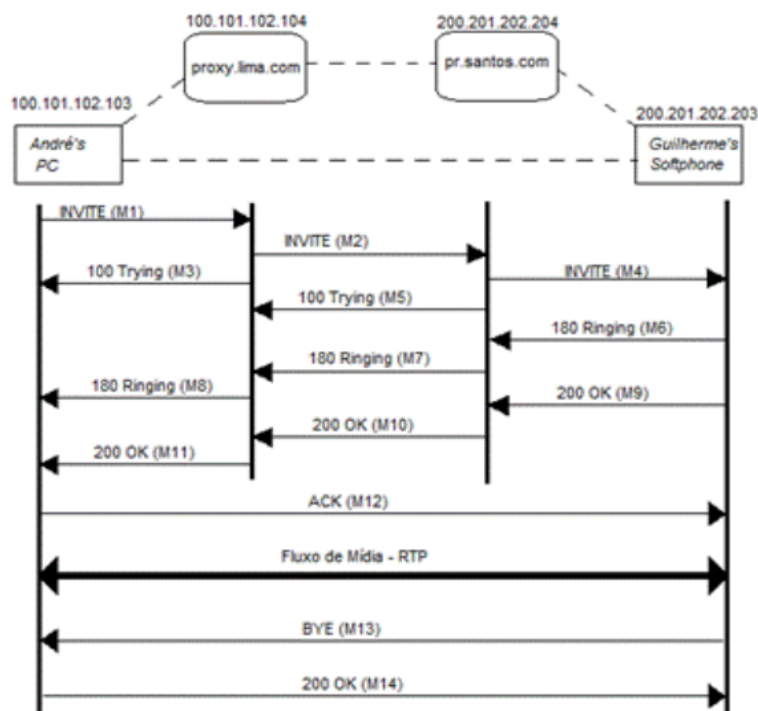 100.101.102.104
200.201.202.204
proxy.lima.com
pr.santos.com
100.101.102.103
200.201.202.203
André's
PC
Guilherme's
Softphone
INVITE (M1)
INVITE (M2)
100 Trying (M3)
INVITE (M4)
100 Trying (M5)
180 Ringing (M6)
180 Ringing (M7)
180 Ringing (M8)
200 OK (M9)
200 OK (M10)
200 OK (M11)
ACK (M12)
Fluxo de Mídia - RTP
BYE (M13)
200 OK (M14)